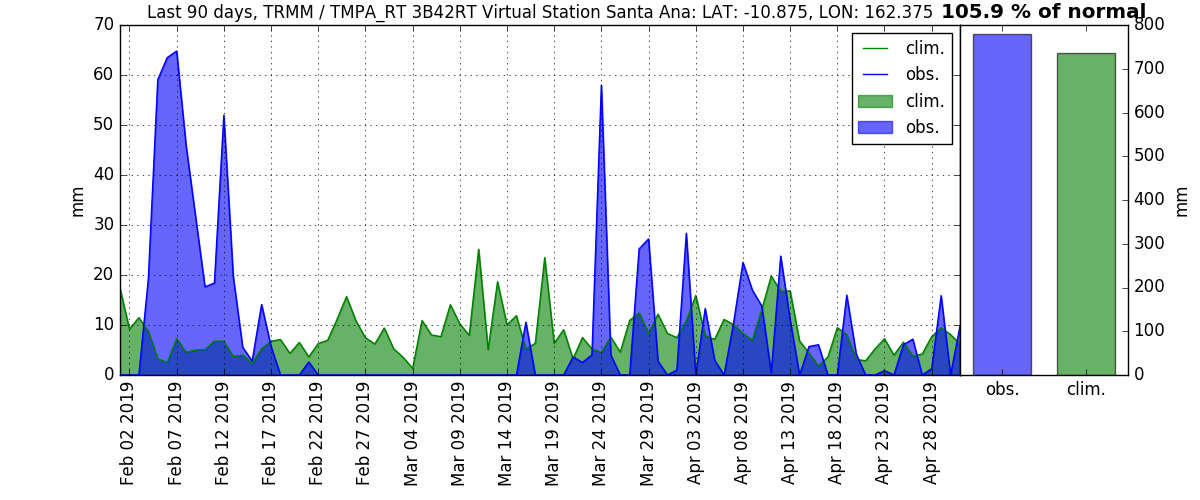 Last 90 days, TRMM / TMPA_RT 3B42RT Virtual Station Santa Ana: LAT: -10.875, LON: 162.375 105.9 % of normal
70
60
50
40
30
20
10
0
mm
clim.
obs.
clim.
obs.
800
700
600
500
400
300
200
100
0
mm
Feb 02 2019
Feb 07 2019
Feb 12 2019
Feb 17 2019
Feb 22 2019
Feb 27 2019
Mar 04 2019
Mar 09 2019
Mar 14 2019
Mar 19 2019
Mar 24 2019
Mar 29 2019
Apr 03 2019
Apr 08 2019
Apr 13 2019
Apr 18 2019
Apr 23 2019
Apr 28 2019
obs. clim.